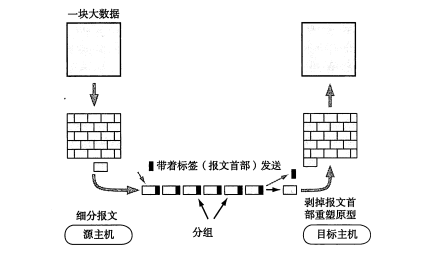 一块大数据
带着标签（报文首部）发送
细分报文
源主机
分组
剥掉报文首
部重塑原型
目标主机